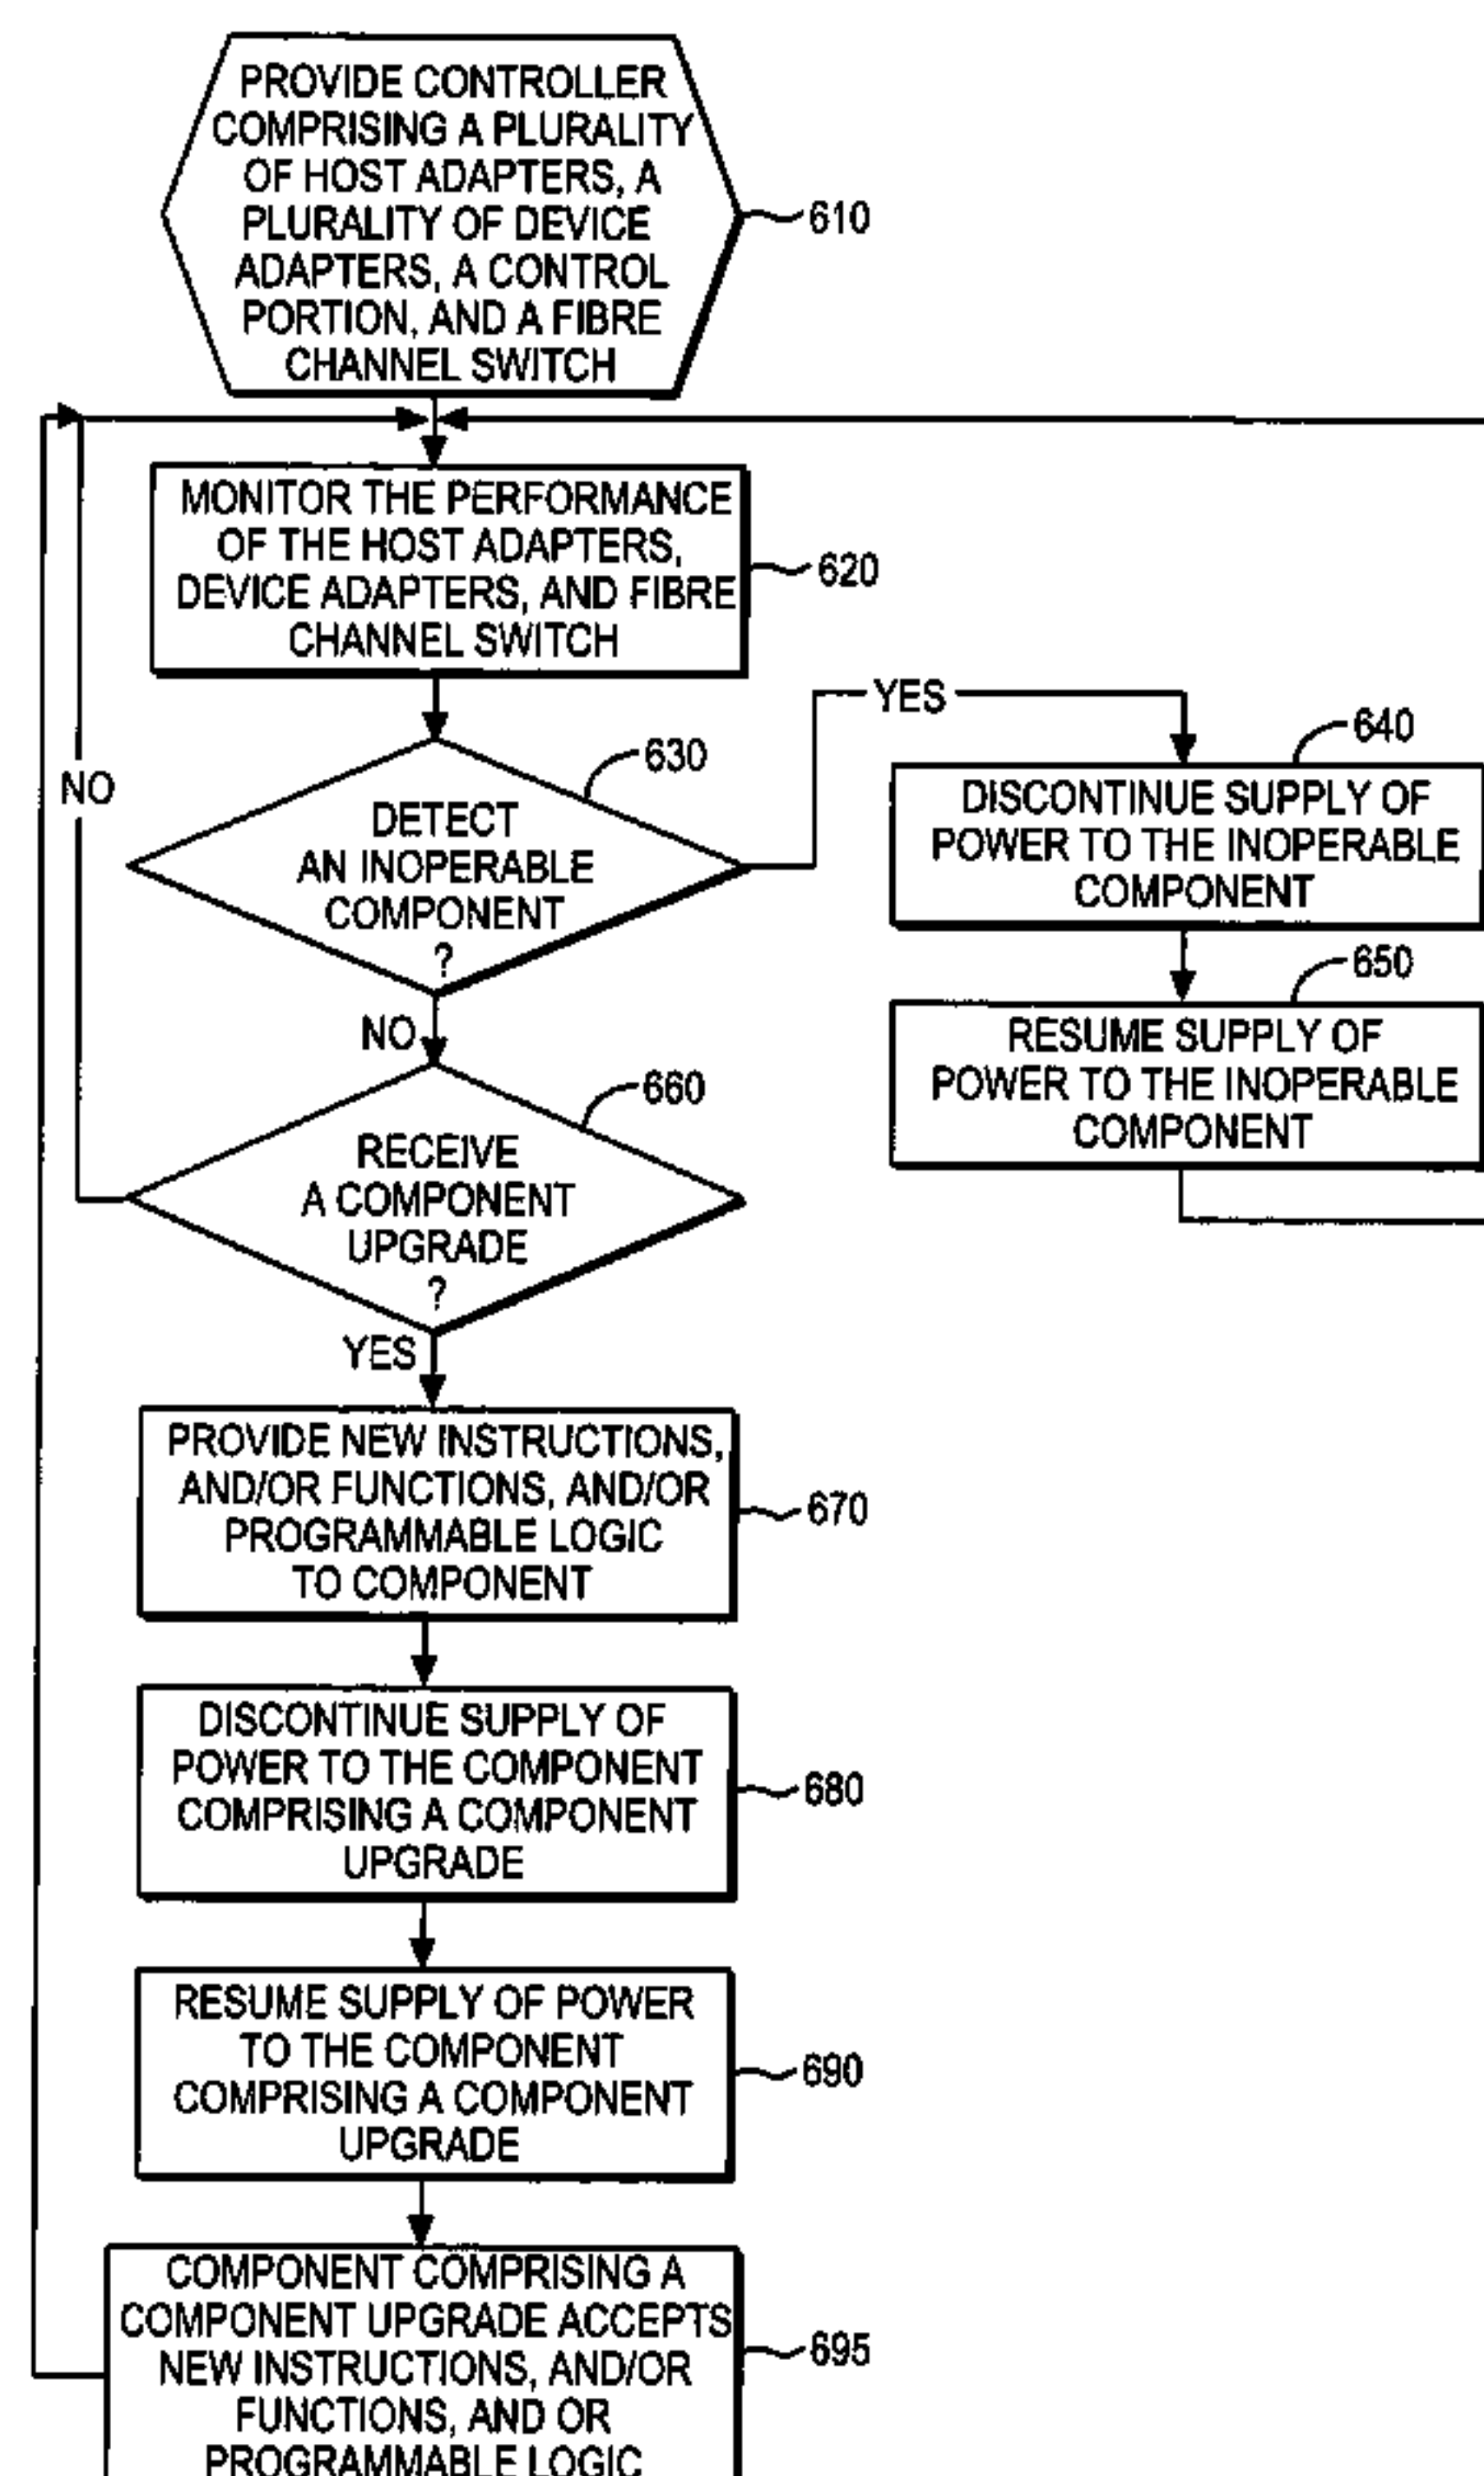 PROVIDE CONTROLLER
COMPRISING A PLURALITY
OF HOST ADAPTERS, A
PLURALITY OF DEVICE
ADAPTERS, A CONTROL
PORTION, AND A FIBRE
CHANNEL SWITCH
610
MONITOR THE PERFORMANCE
OF THE HOST ADAPTERS,
DEVICE ADAPTERS, AND FIBRE
CHANNEL SWITCH
620
YES
640
DISCONTINUE SUPPLY OF
POWER TO THE INOPERABLE
COMPONENT
630
DETECT
AN INOPERABLE
COMPONENT
?
NO
NO
650
RESUME SUPPLY OF
POWER TO THE INOPERABLE
COMPONENT
660
RECEIVE
A COMPONENT
UPGRADE
?
YES
PROVIDE NEW INSTRUCTIONS,
AND/OR FUNCTIONS, AND/OR
PROGRAMMABLE LOGIC
TO COMPONENT
670
DISCONTINUE SUPPLY OF
POWER TO THE COMPONENT
COMPRISING A COMPONENT
UPGRADE
680
RESUME SUPPLY OF POWER
TO THE COMPONENT
COMPRISING A COMPONENT
UPGRADE
690
COMPONENT COMPRISING A
COMPONENT UPGRADE ACCEPTS
NEW INSTRUCTIONS, AND/OR
FUNCTIONS, AND OR
PROGRAMMABLE LOGIC
695